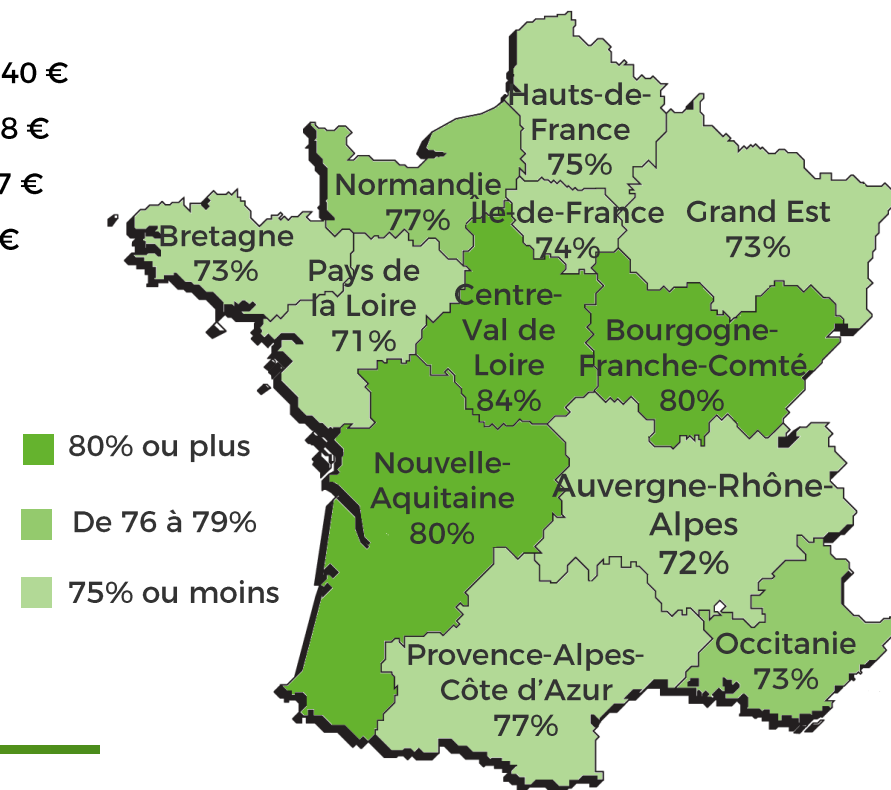 40 €
8 €
7 €
€
Hauts-de-
France
75%
Normandie
77%
Île-de-France
74%
Grand Est
73%
Bretagne
73%
Pays de
la Loire
71%
Centre-
Val de
Loire
84%
Bourgogne-
Franche-Comté
80%
80% ou plus
De 76 à 79%
75% ou moins
Nouvelle-
Aquitaine
80%
Auvergne-Rhône-
Alpes
72%
Provence-Alpes-
Côte d'Azur
77%
Occitanie
73%